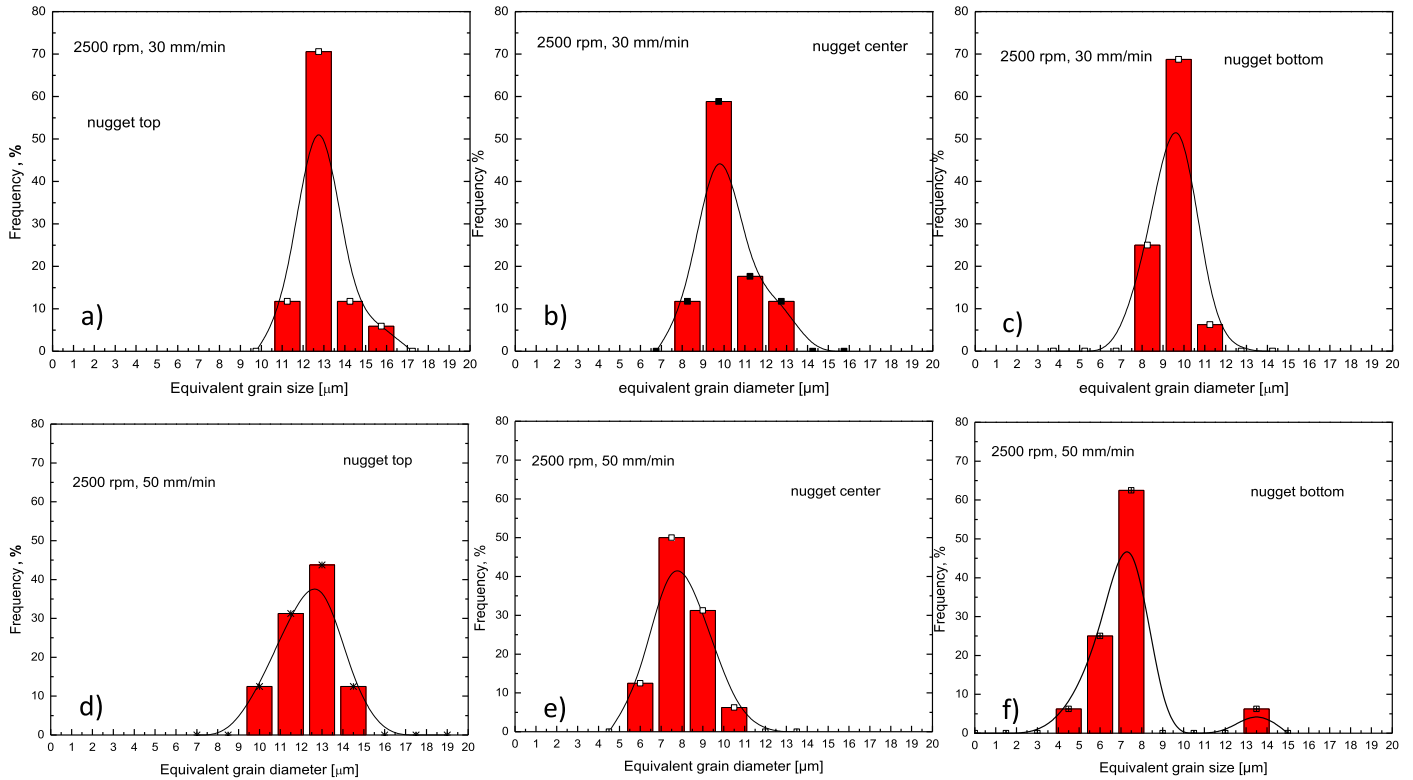 80
70
60
50
40
30
20
10
0
Frequency, %
2500 rpm, 30 mm/min
nugget top
a)
0 1 2 3 4 5 6 7 8 9 10 11 12 13 14 15 16 17 18 19 20
Equivalent grain size [μm]
80
70
60
50
40
30
20
10
0
Frequency %
2500 rpm, 30 mm/min
nugget center
b)
0 1 2 3 4 5 6 7 8 9 10 11 12 13 14 15 16 17 18 19 20
equivalent grain diameter [µm]
80
70
60
50
40
30
20
10
0
Frequency %
2500 rpm, 30 mm/min
nugget bottom
c)
0 1 2 3 4 5 6 7 8 9 10 11 12 13 14 15 16 17 18 19 20
equivalent grain diameter [μm]
80
70
60
50
40
30
20
10
0
Frequency, %
nugget top
2500 rpm, 50 mm/min
d)
0 1 2 3 4 5 6 7 8 9 10 11 12 13 14 15 16 17 18 19 20
Equivalent grain diameter [µm]
80
70
60
50
40
30
20
10
0
Frequency, %
2500 rpm, 50 mm/min
nugget center
e)
0 1 2 3 4 5 6 7 8 9 10 11 12 13 14 15 16 17 18 19 20
Equivalent grain diameter [µm]
80
70
60
50
40
30
20
10
0
Frequency, %
2500 rpm, 50 mm/min
nugget bottom
f)
0 1 2 3 4 5 6 7 8 9 10 11 12 13 14 15 16 17 18 19 20
Equivalent grain size [µm]